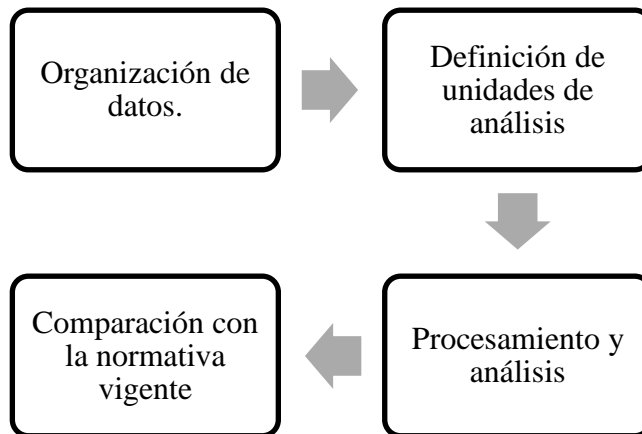 Organización de
datos.
Definición de
unidades de
análisis
Procesamiento y
análisis
Comparación con
la normativa
vigente